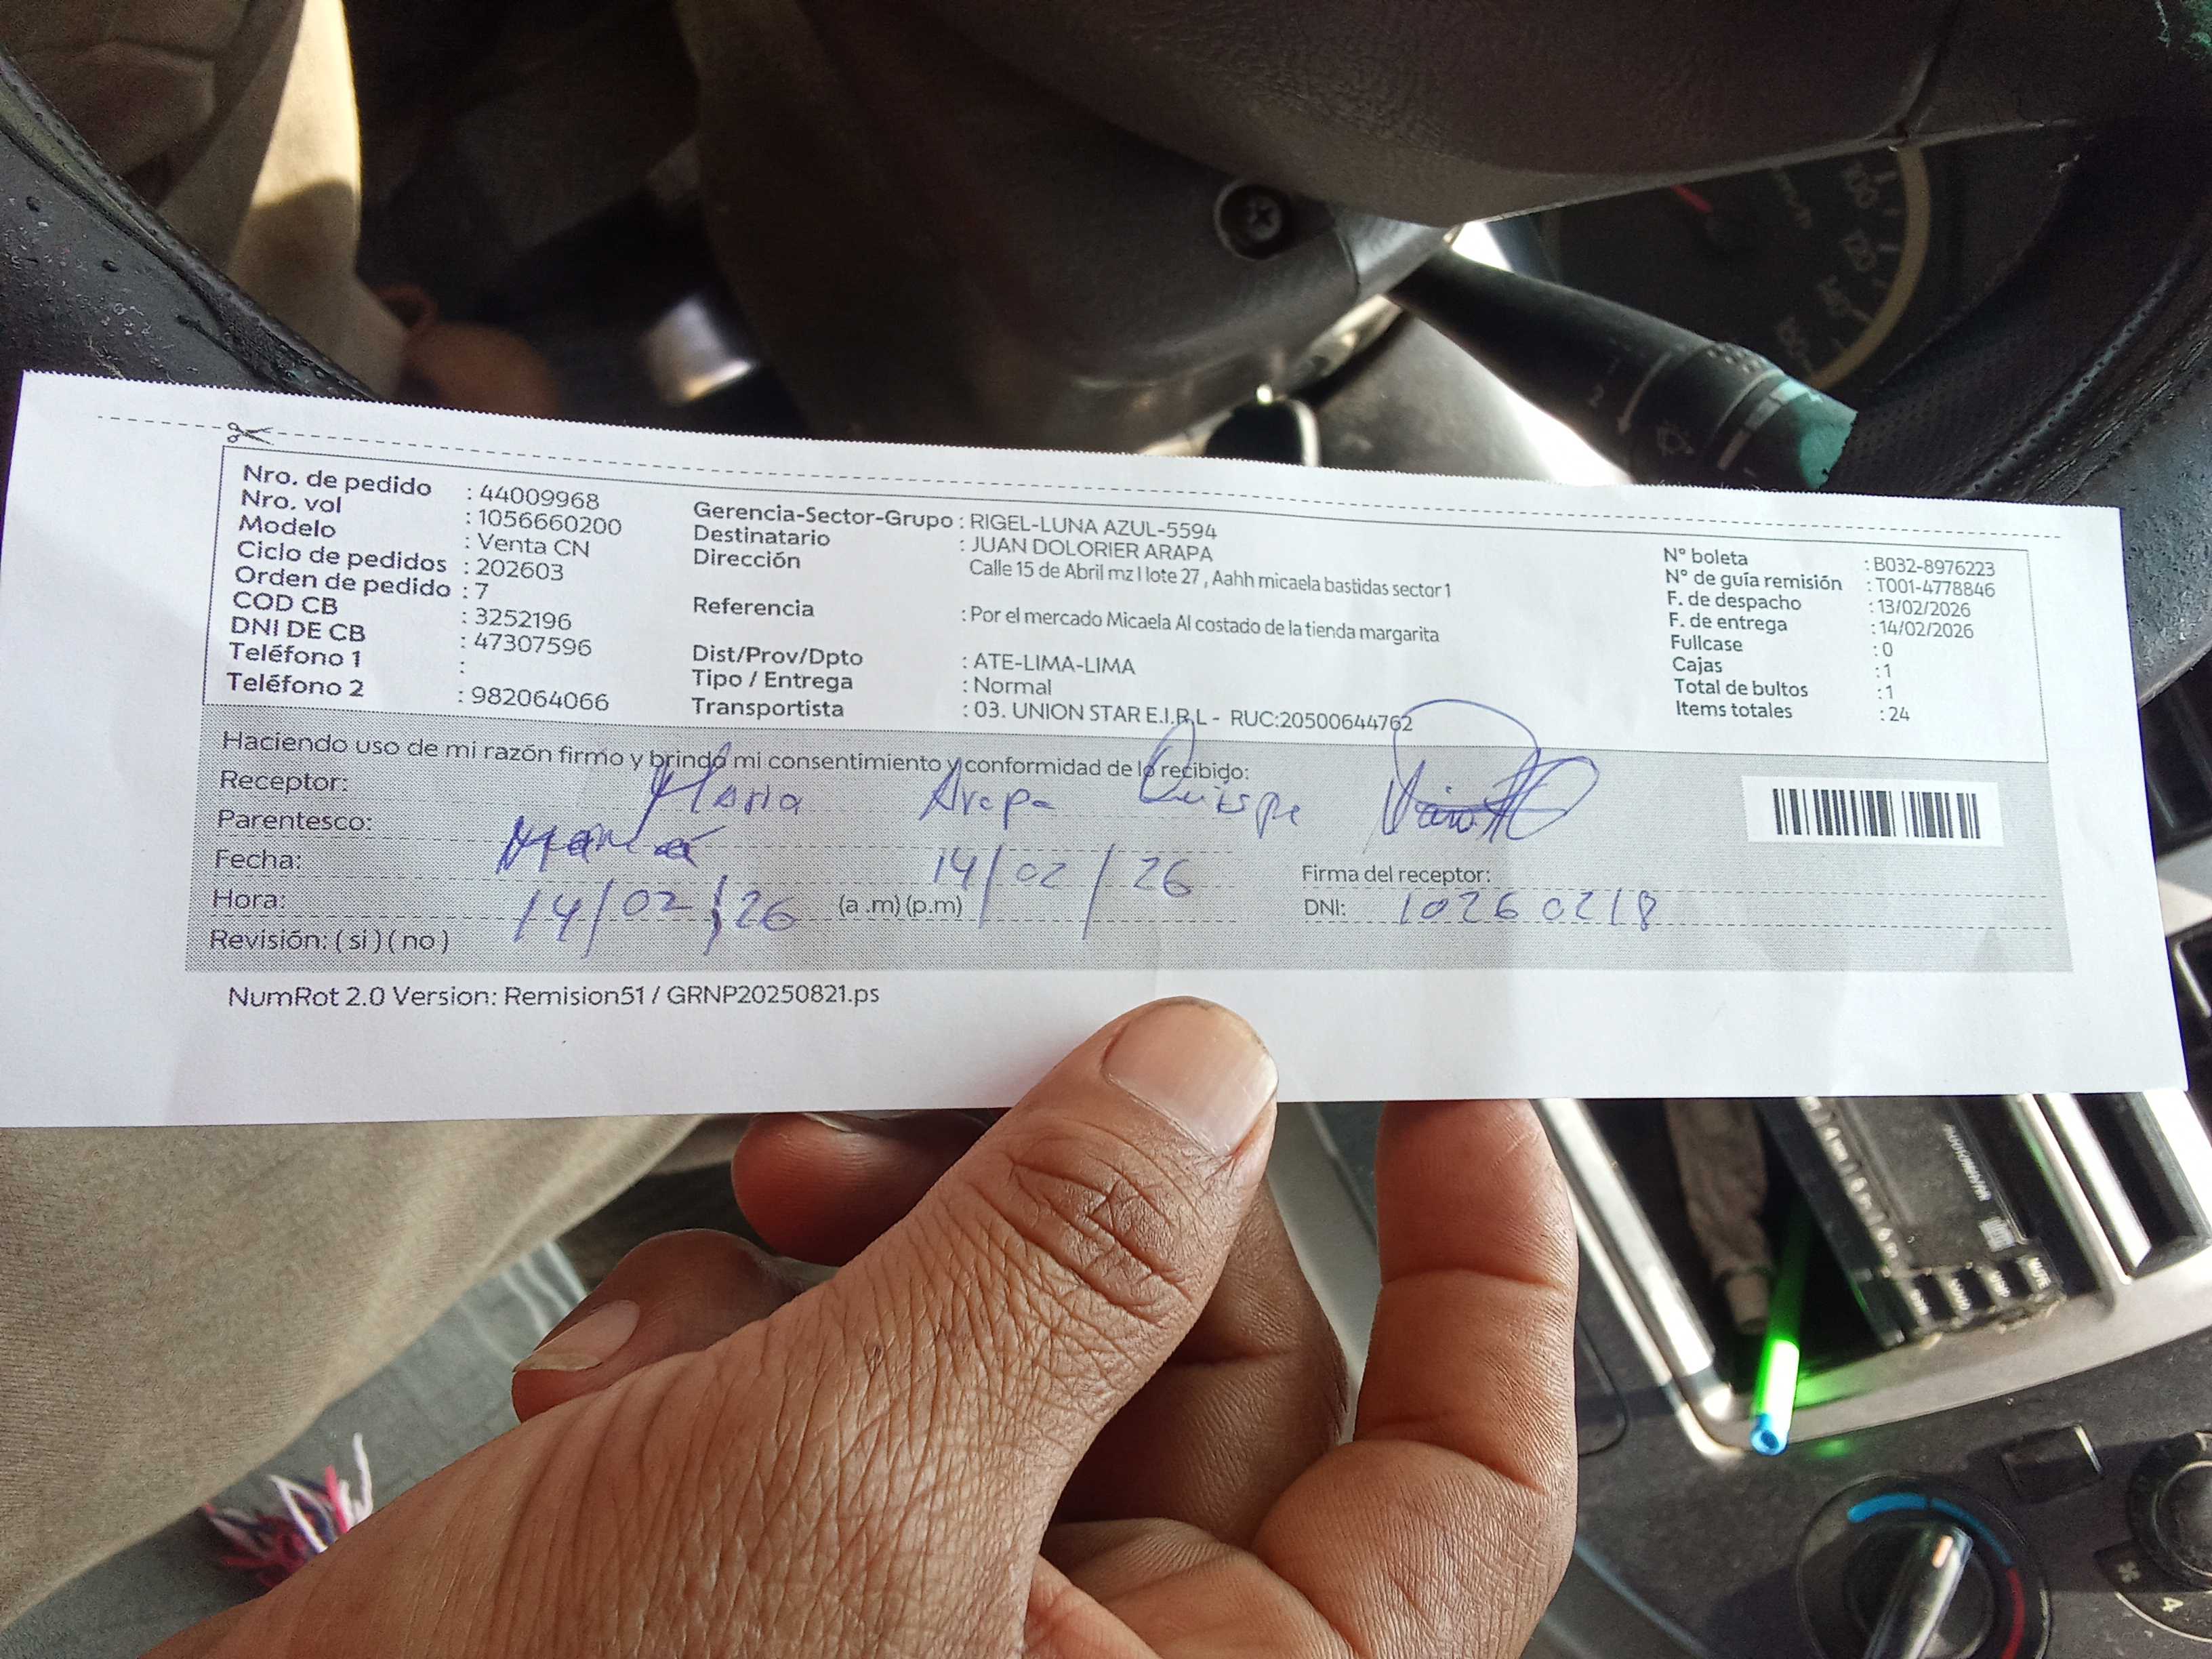 Nro. de pedido : 44009968
Nro. vol : 1056660200
Modelo : Venta CN
Ciclo de pedidos : 202603
Orden de pedido : 7
COD CB : 3252196
DNI DE CB : 47307596
Teléfono 1 :
Teléfono 2 : 982064066
Gerencia-Sector-Grupo : RIGEL-LUNA AZUL-5594
Destinatario : JUAN DOLORIER ARAPA
Dirección Calle 15 de Abril mz I lote 27 , Aahh micaela bastidas sector 1
Referencia : Por el mercado Micaela Al costado de la tienda margarita
Dist/Prov/Dpto : ATE-LIMA-LIMA
Tipo / Entrega : Normal
Transportista : 03. UNION STAR E.I.R.L - RUC:20500644762
N° boleta : B032-8976223
N° de guía remisión : T001-4778846
F. de despacho : 13/02/2026
F. de entrega : 14/02/2026
Fullcase : 0
Cajas : 1
Total de bultos : 1
Items totales : 24
Haciendo uso de mi razón firmo y brindo mi consentimiento y conformidad de lo recibido:
Receptor: Maria Arapa Quispe
Parentesco:
Fecha: 14/02/26
Hora: 14/02/26 (a .m) (p.m)
Revisión: ( si ) ( no )
Firma del receptor:
DNI: 10260218
NumRot 2.0 Version: Remision51 / GRNP20250821.ps